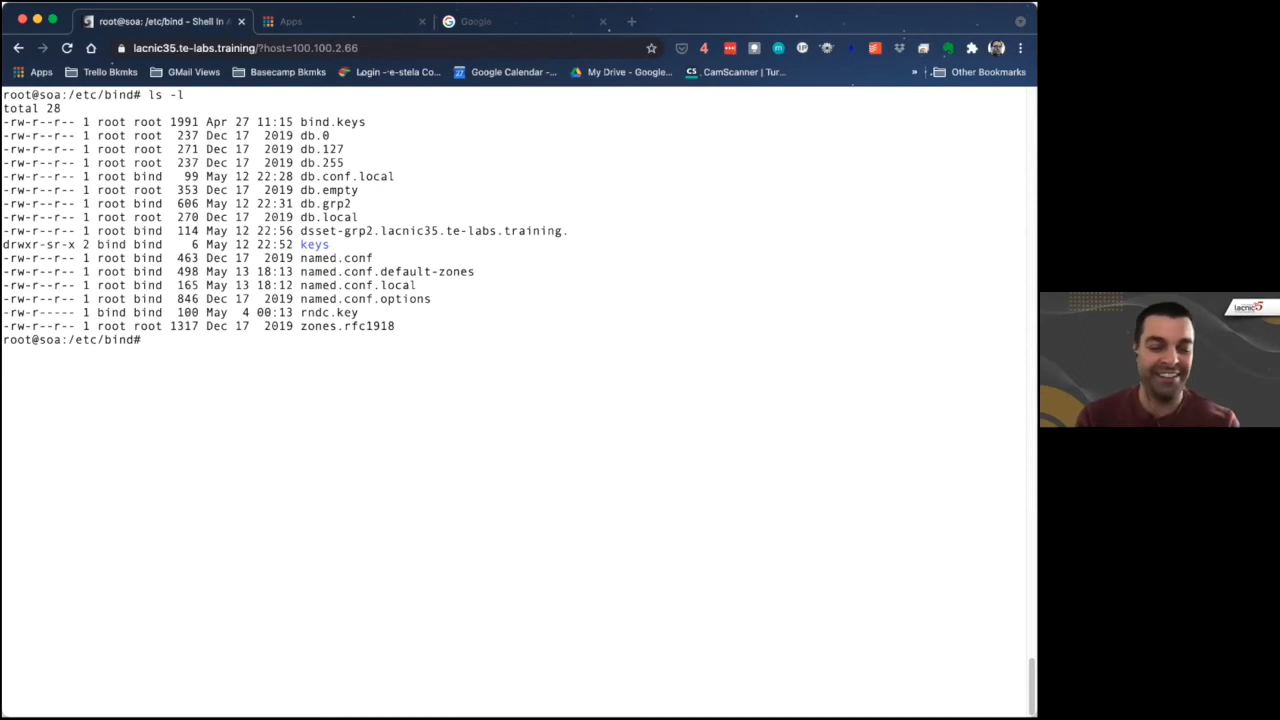 root@soa: /etc/bind - Shell In A
Apps
Google
lacnic35.te-labs.training/?host=100.100.2.66
Apps
Trello Bkmks
GMail Views
Basecamp Bkmks
Login - e-stela Co...
Google Calendar -...
My Drive - Google...
CS. CamScanner | Tur...
»
Other Bookmarks
root@soa:/etc/bind# ls -l
total 28
-rw-r--r-- 1 root root 1991 Apr 27 11:15 bind.keys
-rw-r--r-- 1 root root  237 Dec 17  2019 db.0
-rw-r--r-- 1 root root  271 Dec 17  2019 db.127
-rw-r--r-- 1 root root  237 Dec 17  2019 db.255
-rw-r--r-- 1 root bind   99 May 12 22:28 db.conf.local
-rw-r--r-- 1 root root  353 Dec 17  2019 db.empty
-rw-r--r-- 1 root bind  606 May 12 22:31 db.grp2
-rw-r--r-- 1 root root  270 Dec 17  2019 db.local
-rw-r--r-- 1 root bind  114 May 12 22:56 dsset-grp2.lacnic35.te-labs.training.
drwxr-sr-x 2 bind bind    6 May 12 22:52 keys
-rw-r--r-- 1 root bind  463 Dec 17  2019 named.conf
-rw-r--r-- 1 root bind  498 May 13 18:13 named.conf.default-zones
-rw-r--r-- 1 root bind  165 May 13 18:12 named.conf.local
-rw-r--r-- 1 root bind  846 Dec 17  2019 named.conf.options
-rw-r----- 1 bind bind  100 May  4 00:13 rndc.key
-rw-r--r-- 1 root root 1317 Dec 17  2019 zones.rfc1918
root@soa:/etc/bind#
lacnic35